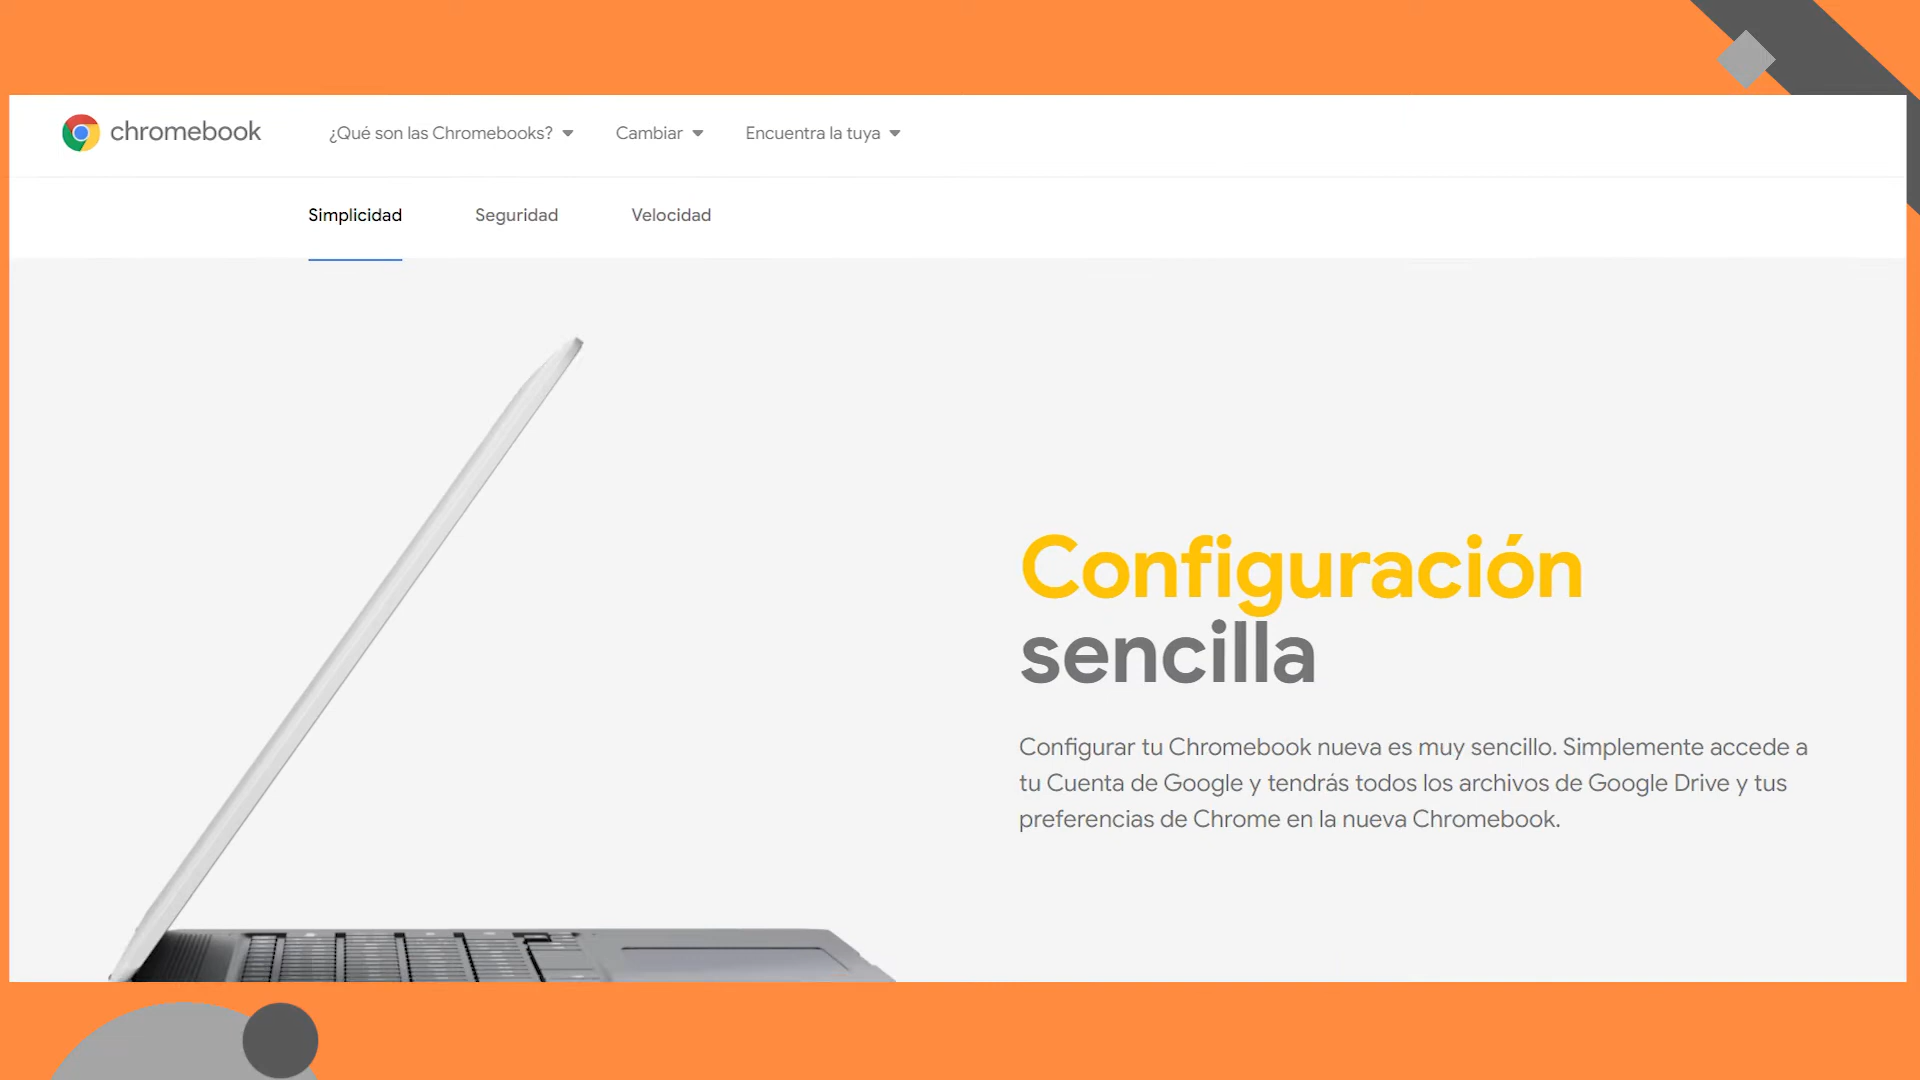 chromebook
¿Qué son las Chromebooks?
Cambiar
Encuentra la tuya
Simplicidad
Seguridad
Velocidad
Configuración
sencilla
Configurar tu Chromebook nueva es muy sencillo. Simplemente accede a
tu Cuenta de Google y tendrás todos los archivos de Google Drive y tus
preferencias de Chrome en la nueva Chromebook.